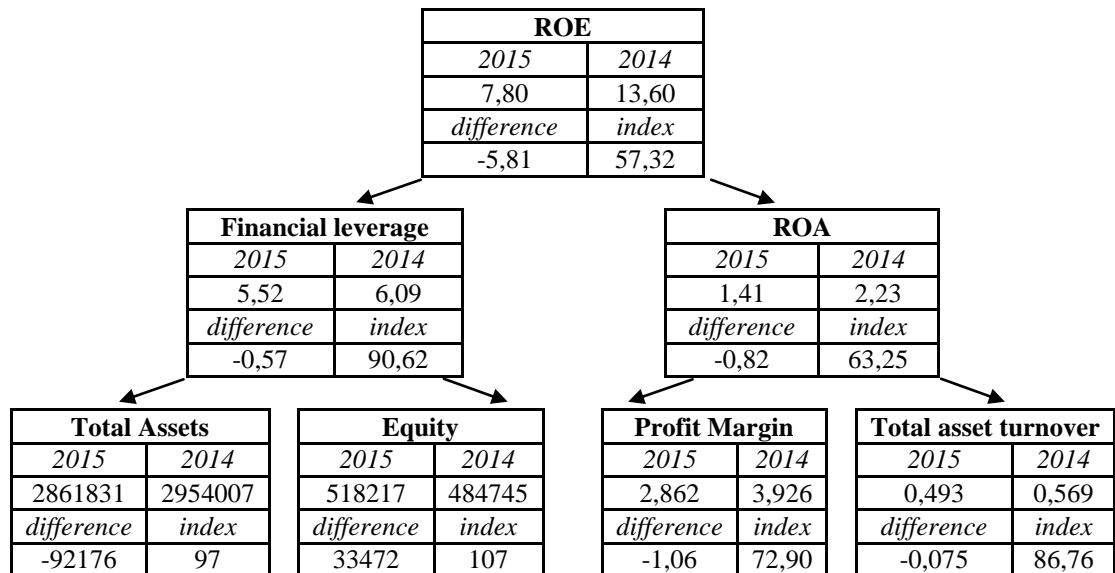 ROE
2015 2014
7,80 13,60
difference index
-5,81 57,32
Financial leverage
2015 2014
5,52 6,09
difference index
-0,57 90,62
ROA
2015 2014
1,41 2,23
difference index
-0,82 63,25
Total Assets
2015 2014
2861831 2954007
difference index
-92176 97
Equity
2015 2014
518217 484745
difference index
33472 107
Profit Margin
2015 2014
2,862 3,926
difference index
-1,06 72,90
Total asset turnover
2015 2014
0,493 0,569
difference index
-0,075 86,76